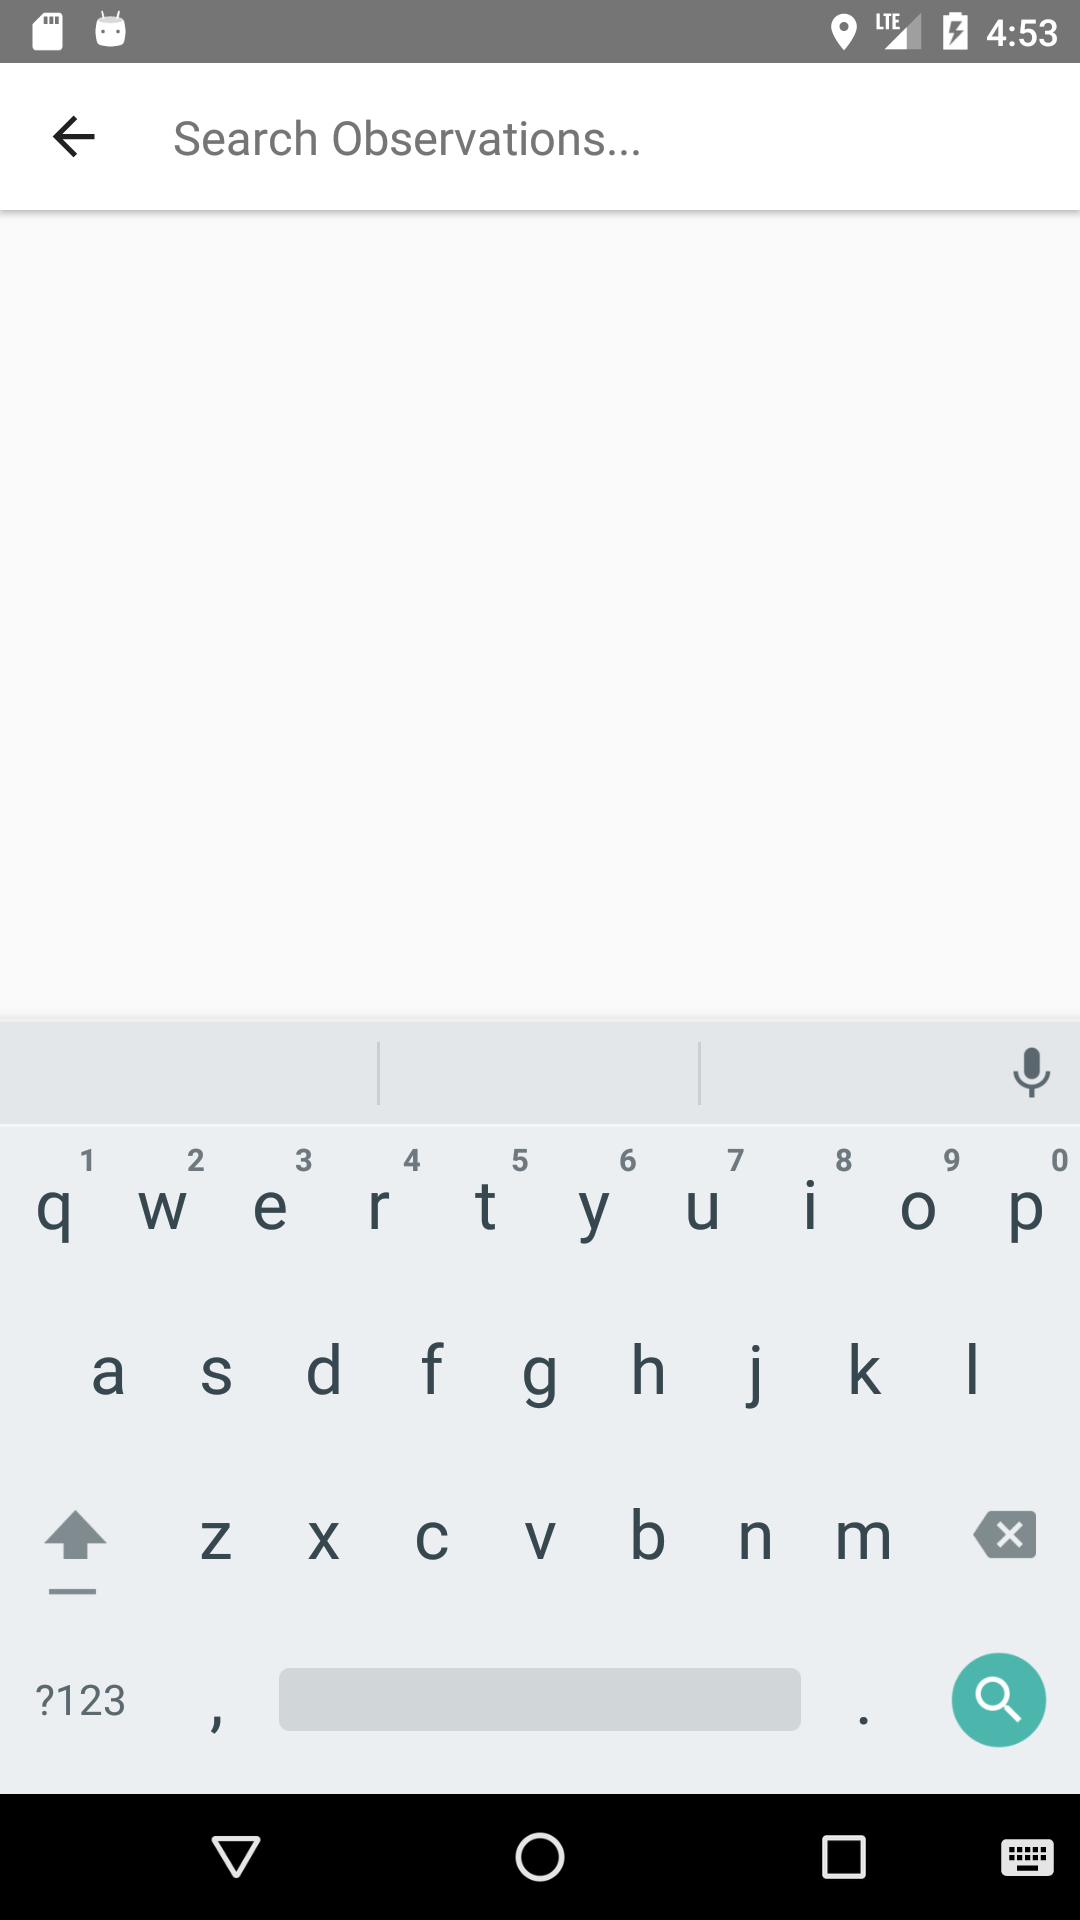 LTE 4:53
Search Observations...
1 2 3 4 5 6 7 8 9 0
q w e r t y u i o p
a s d f g h j k l
z x c v b n m
?123 , .